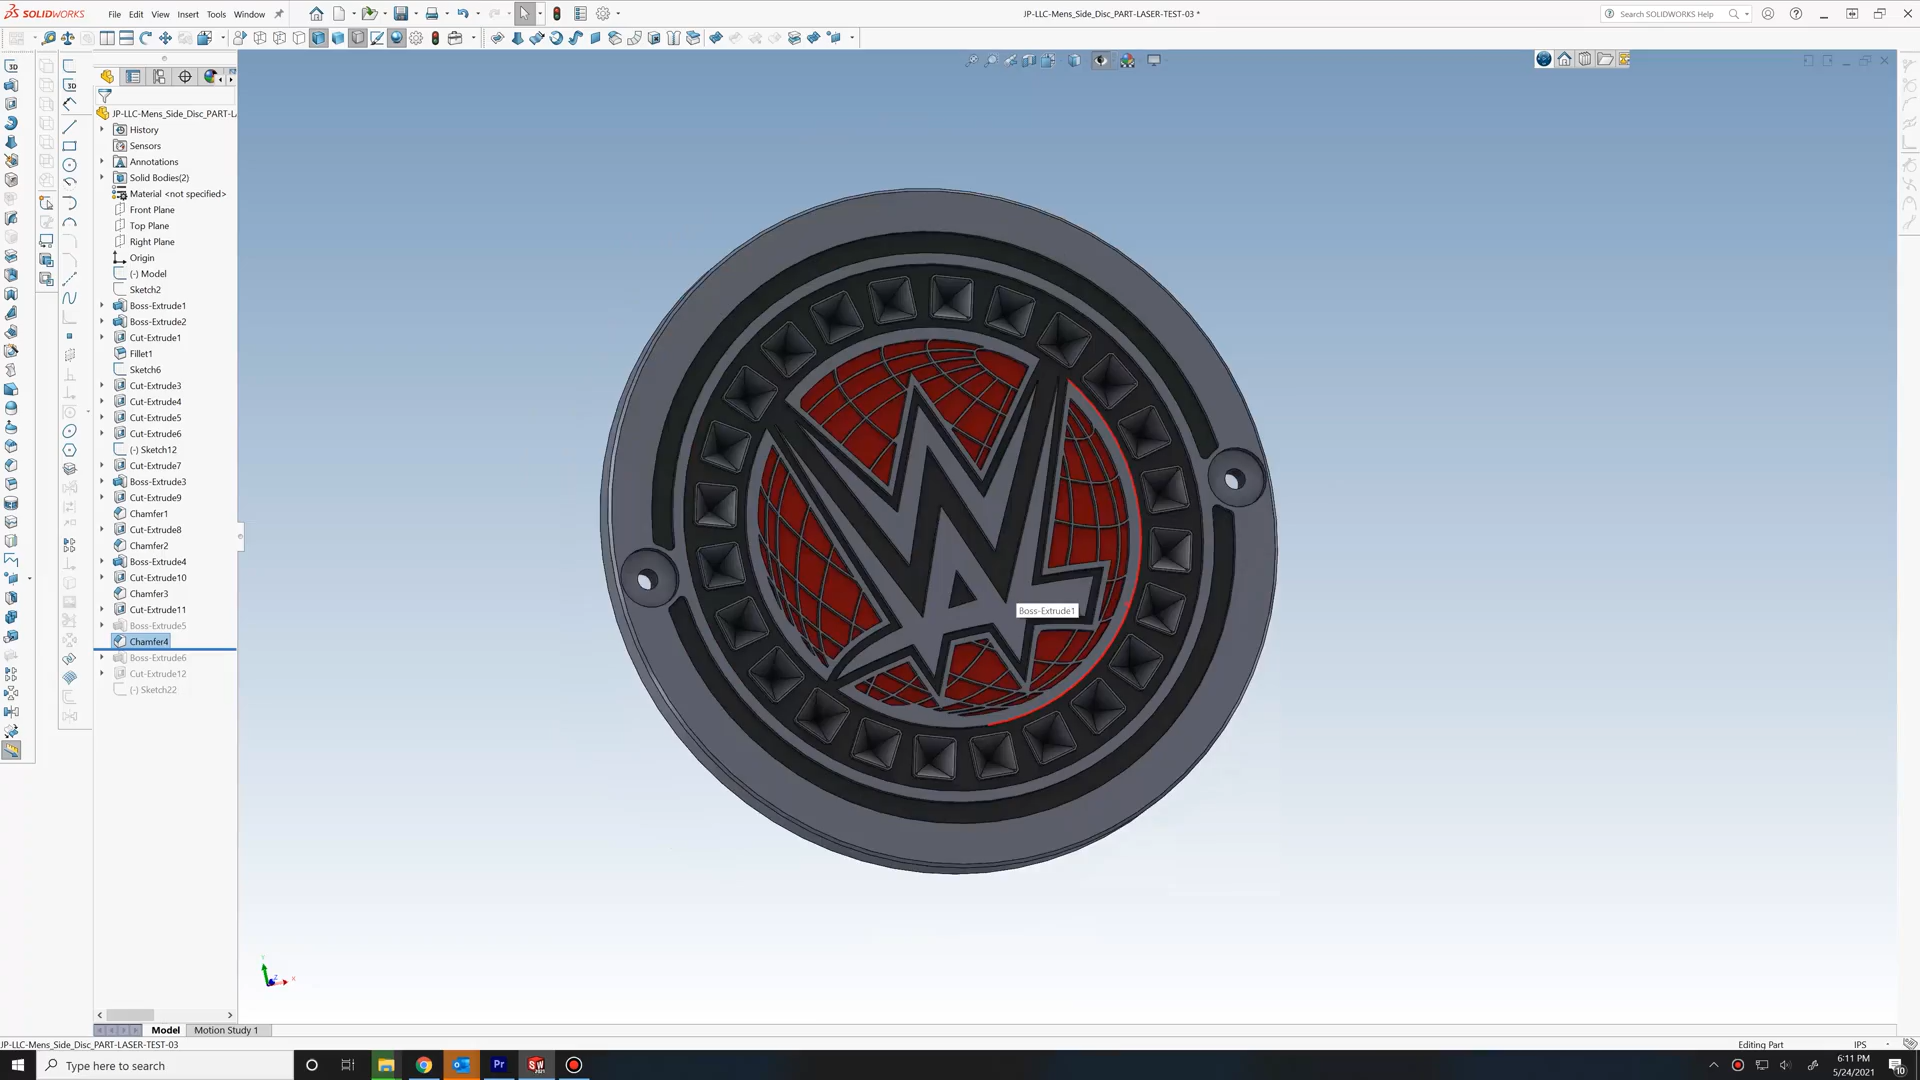 SOLIDWORKS File Edit View Insert Tools Window JP-LLC-Mens_Side_Disc_PART-LASER-TEST-03 * Search SOLIDWORKS Help
JP-LLC-Mens_Side_Disc_PART-L
History
Sensors
Annotations
Solid Bodies(2)
Material <not specified>
Front Plane
Top Plane
Right Plane
Origin
(-) Model
Sketch2
Boss-Extrude1
Boss-Extrude2
Cut-Extrude1
Fillet1
Sketch6
Cut-Extrude3
Cut-Extrude4
Cut-Extrude5
Cut-Extrude6
(-) Sketch12
Cut-Extrude7
Boss-Extrude3
Cut-Extrude9
Chamfer1
Cut-Extrude8
Chamfer2
Boss-Extrude4
Cut-Extrude10
Chamfer3
Cut-Extrude11
Boss-Extrude5
Chamfer4
Boss-Extrude6
Cut-Extrude12
(-) Sketch22
Boss-Extrude1
Model Motion Study 1
JP-LLC-Mens_Side_Disc_PART-LASER-TEST-03 Editing Part IPS
Type here to search
6:11 PM
5/24/2021